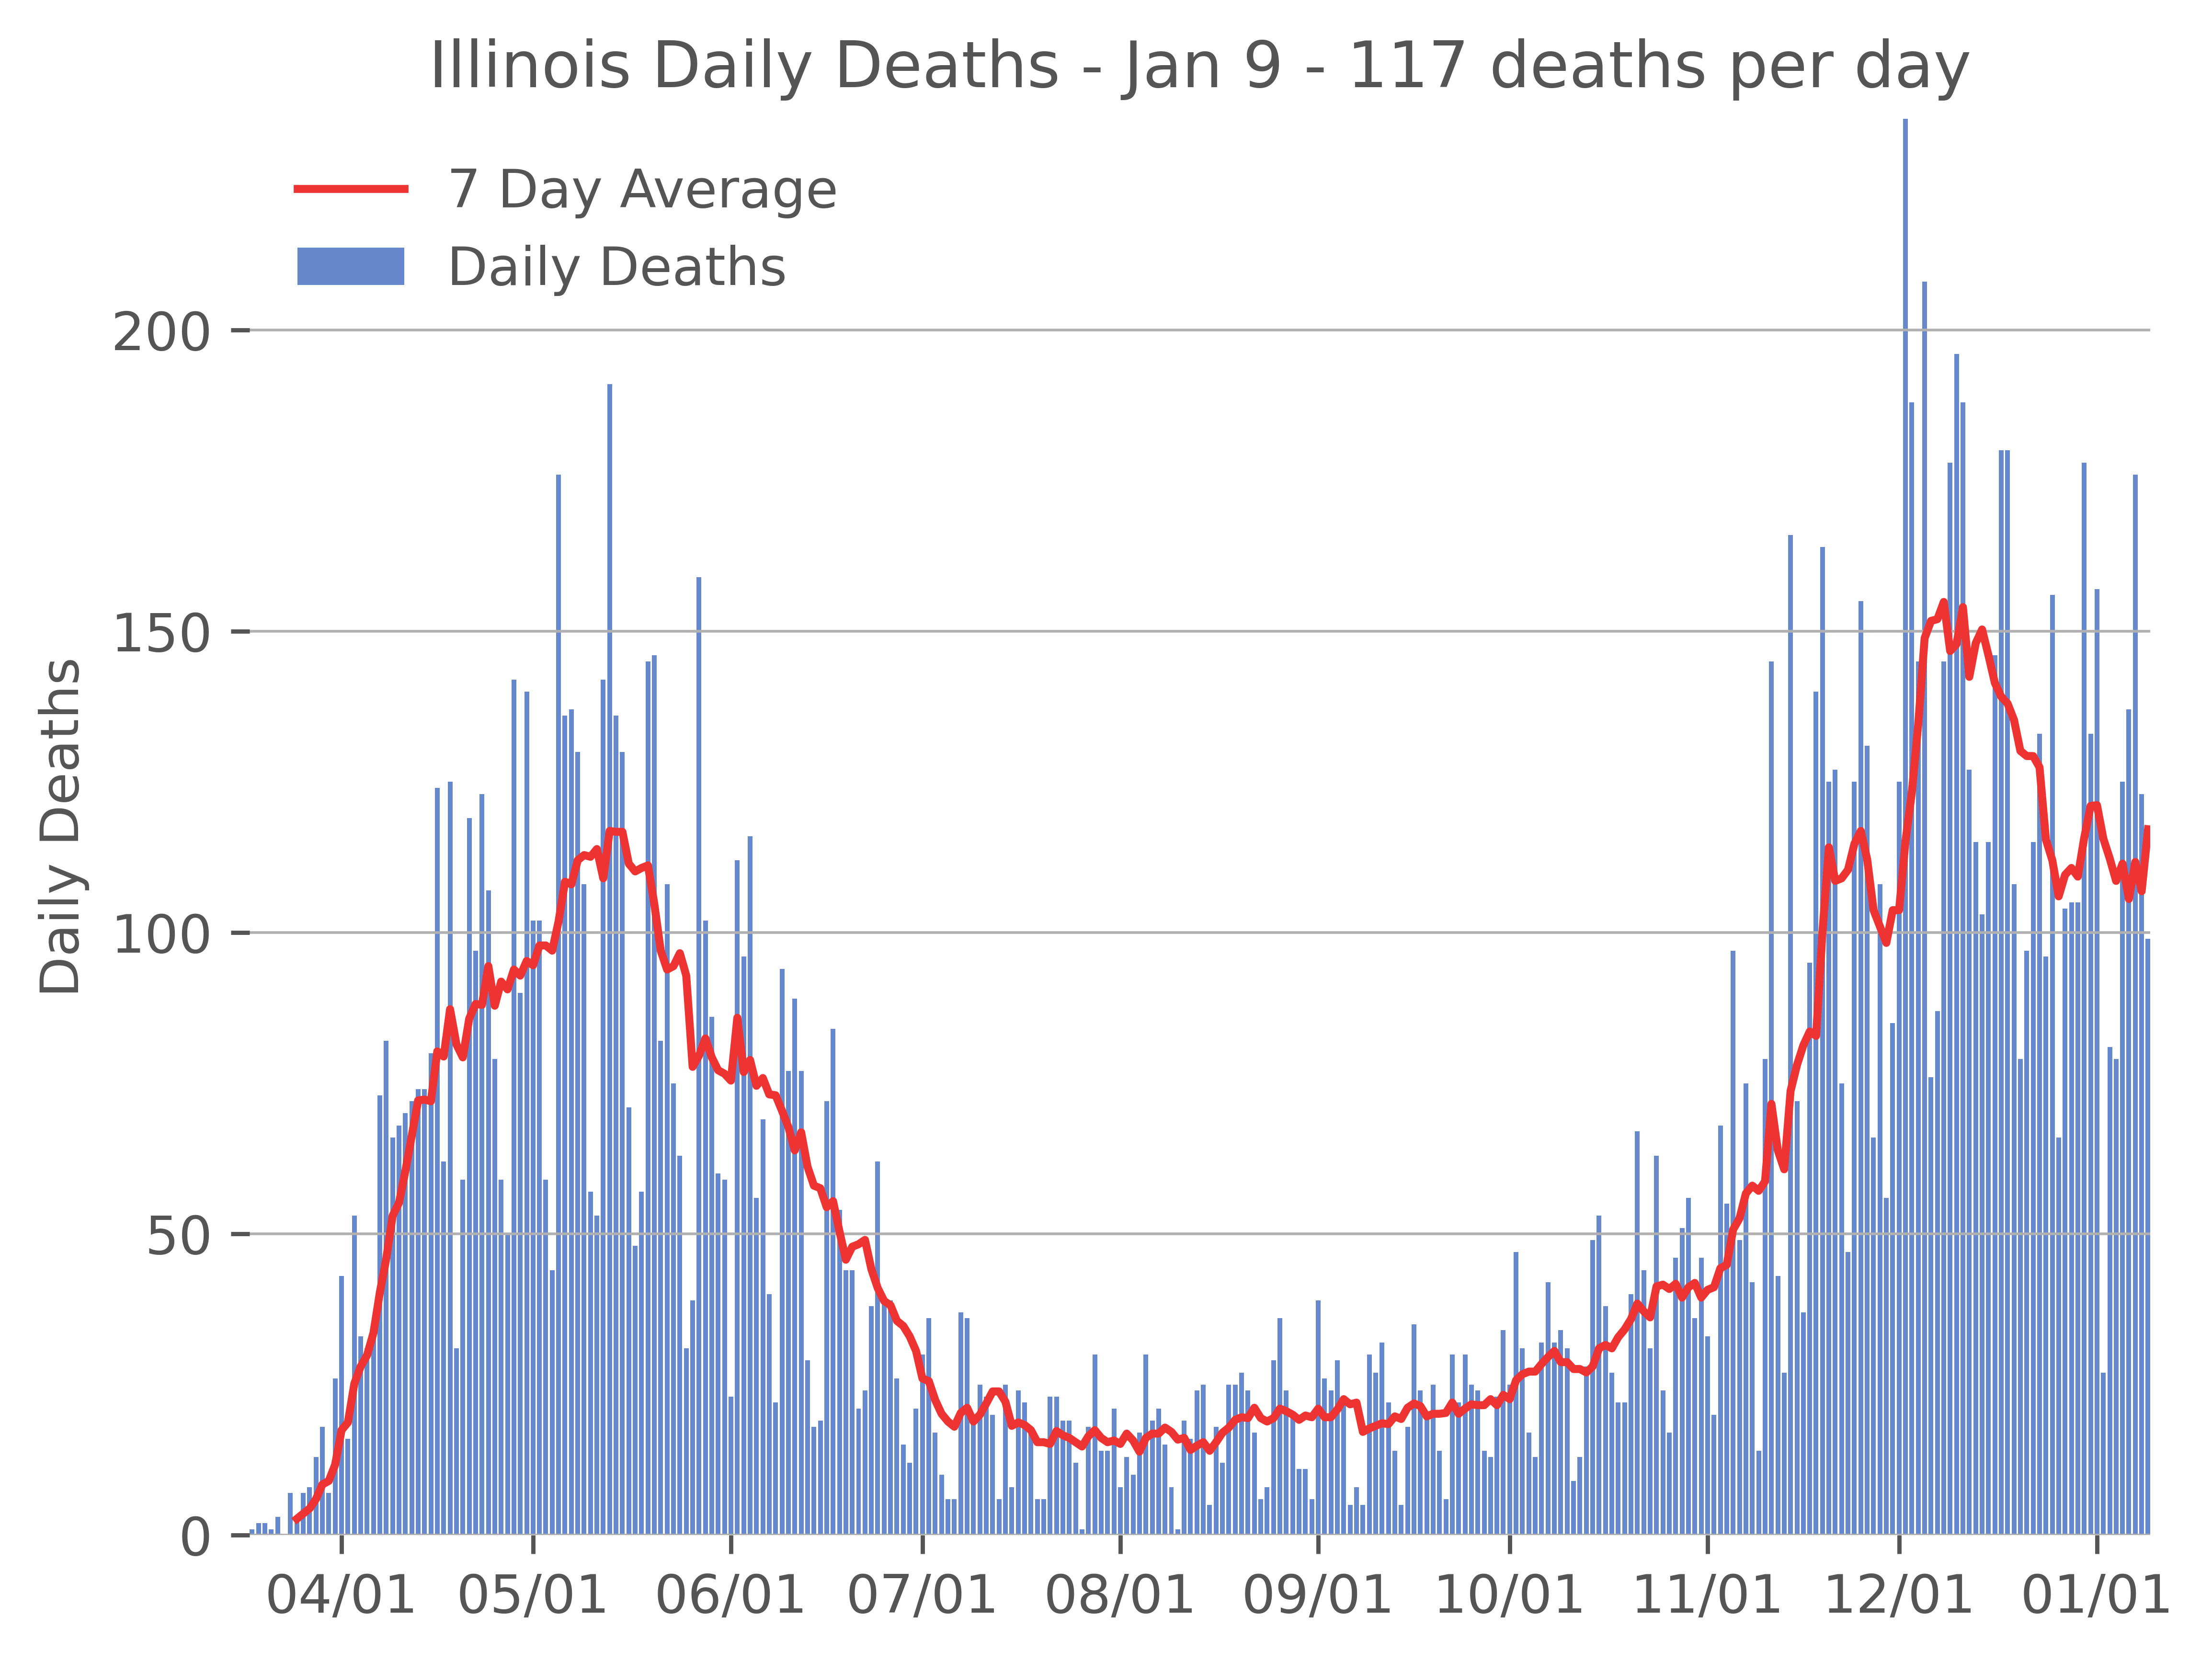 Illinois Daily Deaths - Jan 9 - 117 deaths per day
7 Day Average
Daily Deaths
200
150
100
50
0
Daily Deaths
04/01 05/01 06/01 07/01 08/01 09/01 10/01 11/01 12/01 01/01